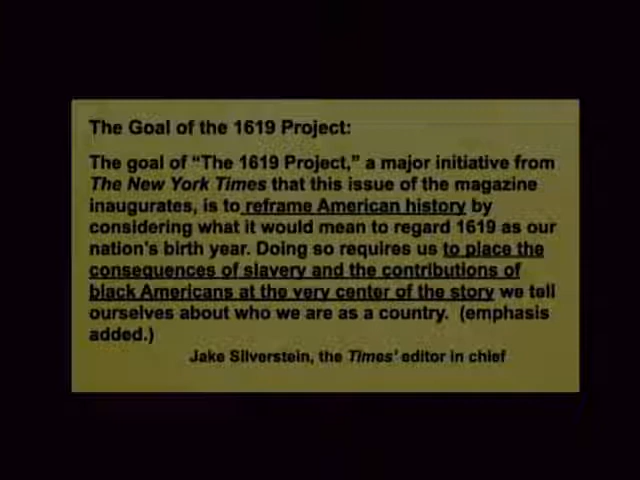 The Goal of the 1619 Project:
The goal of “The 1619 Project,” a major initiative from
The New York Times that this issue of the magazine
inaugurates, is to reframe American history by
considering what it would mean to regard 1619 as our
nation's birth year. Doing so requires us to place the
consequences of slavery and the contributions of
black Americans at the very center of the story we tell
ourselves about who we are as a country. (emphasis
added.)
Jake Silverstein, the Times' editor in chief